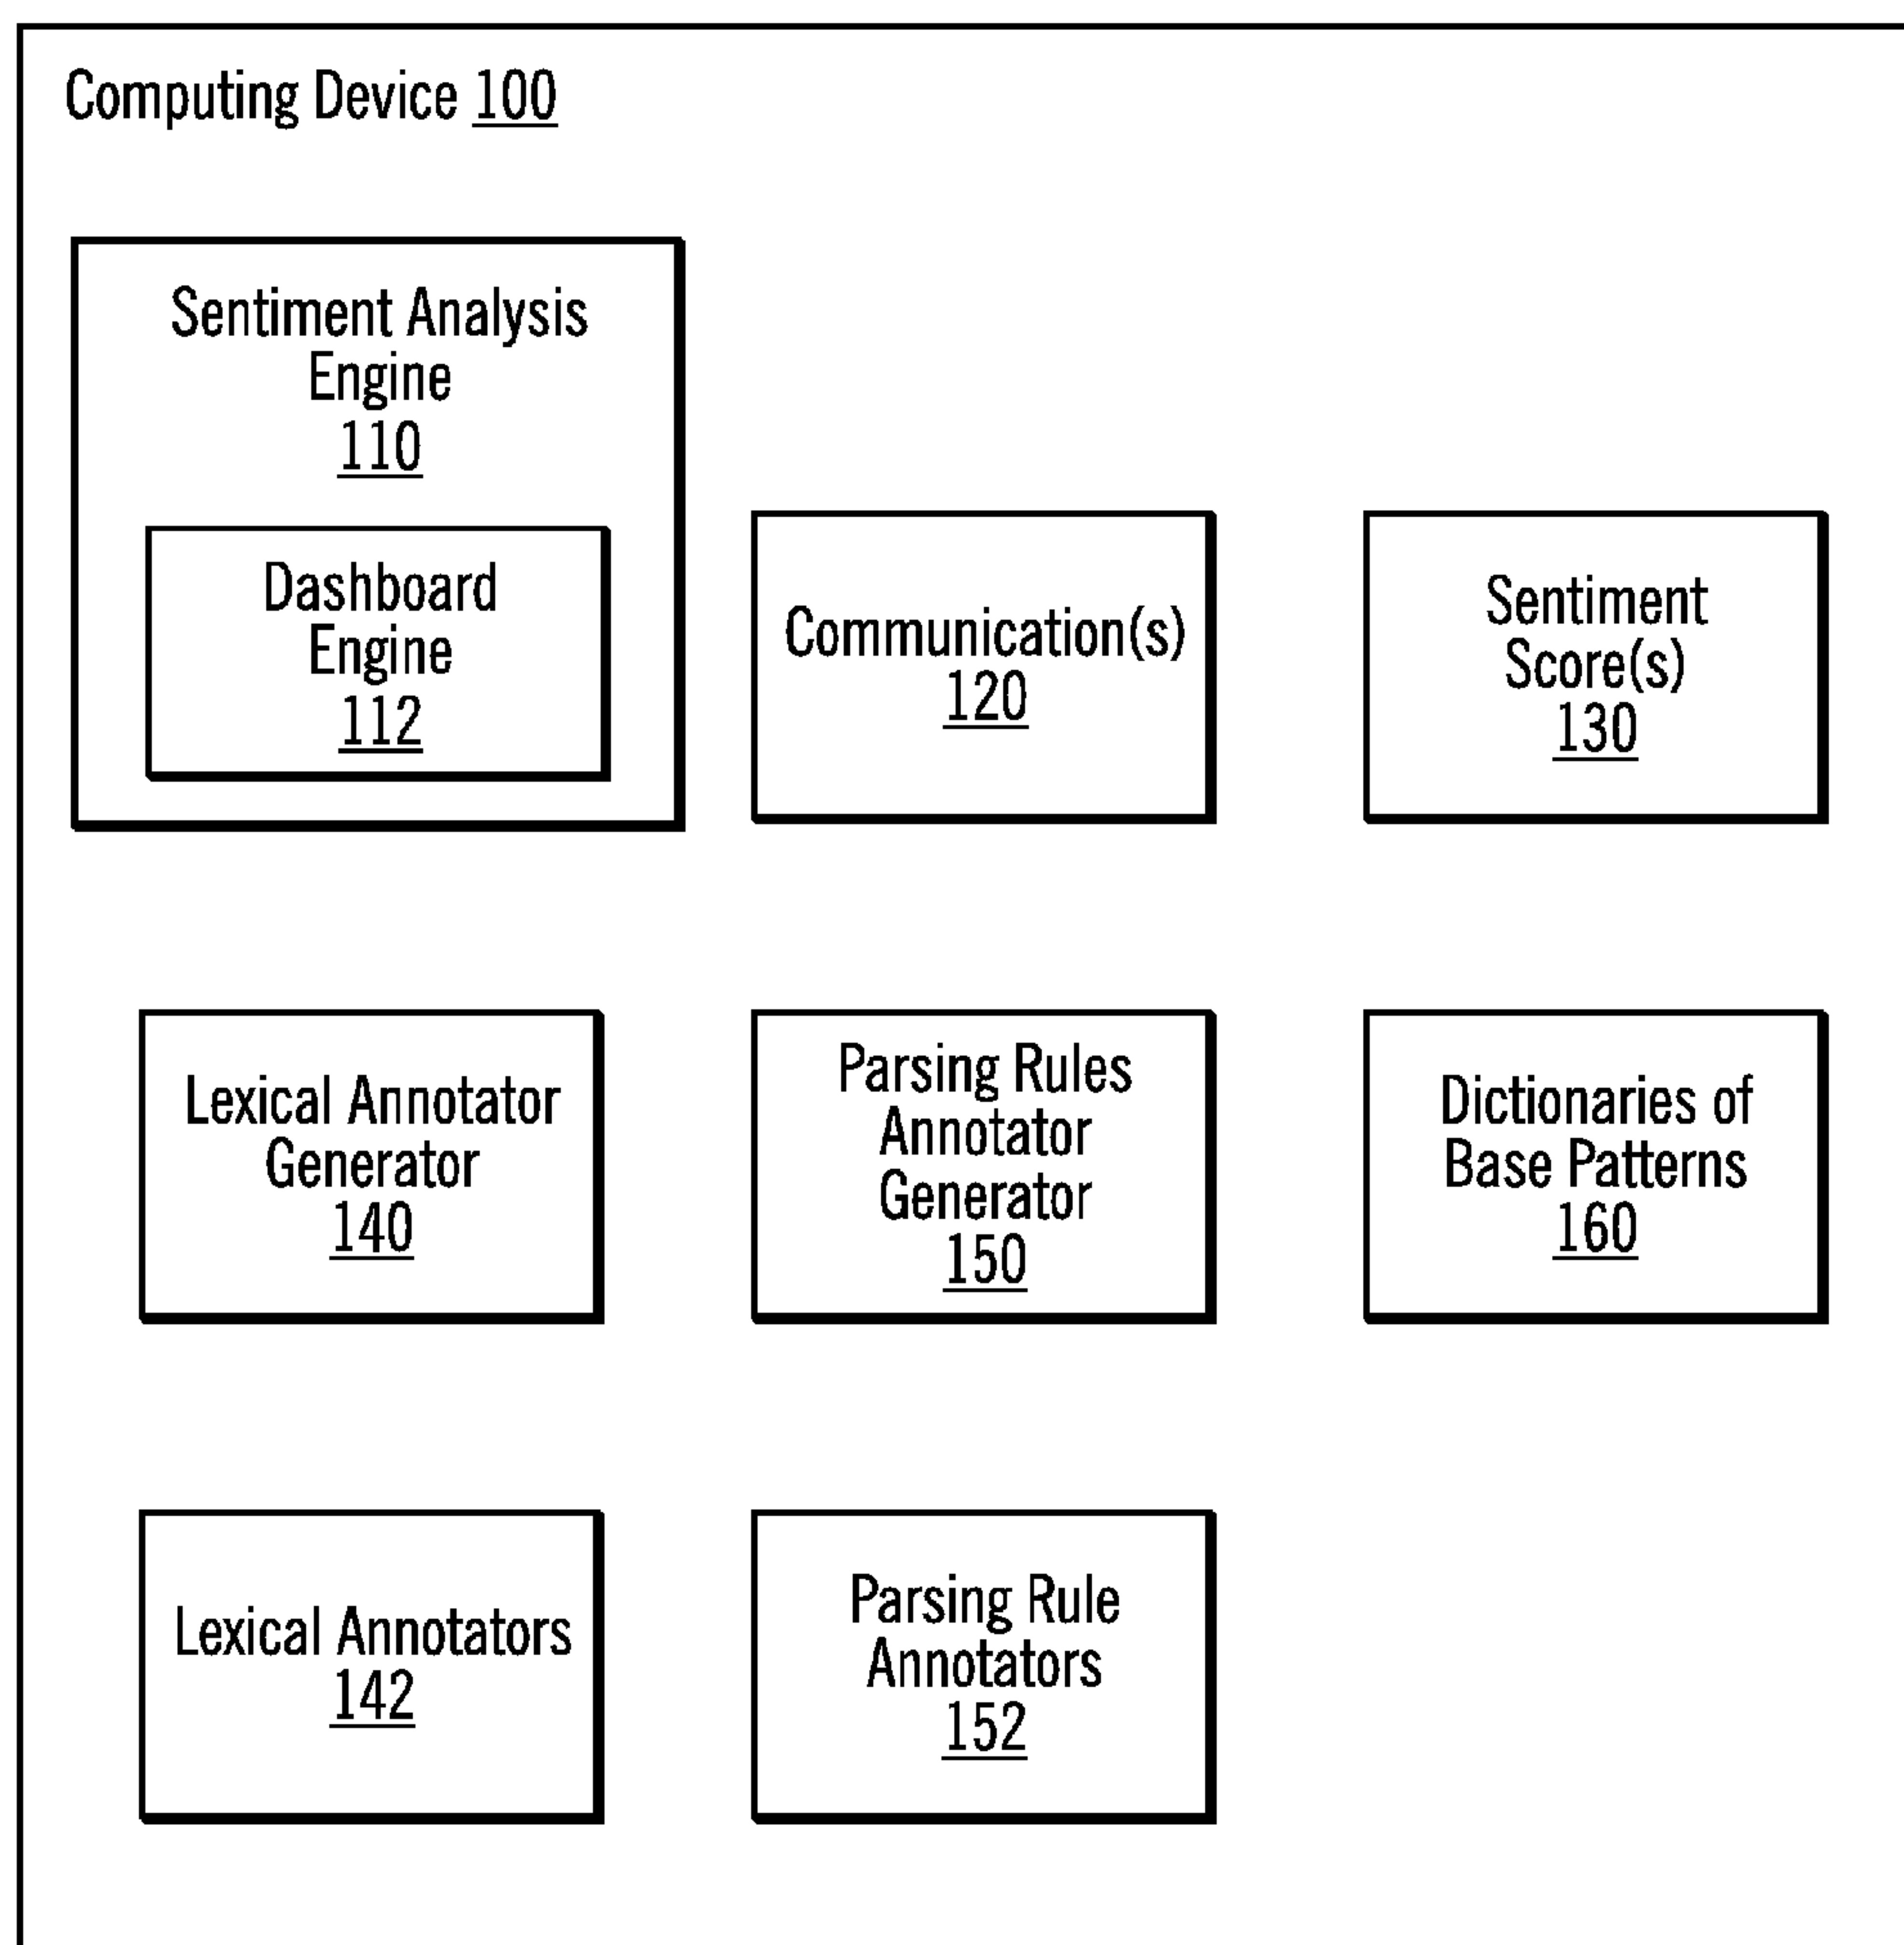 Computing Device 100
Sentiment Analysis
Engine
110
Dashboard
Engine
112
Communication(s)
120
Sentiment
Score(s)
130
Lexical Annotator
Generator
140
Parsing Rules
Annotator
Generator
150
Dictionaries of
Base Patterns
160
Lexical Annotators
142
Parsing Rule
Annotators
152